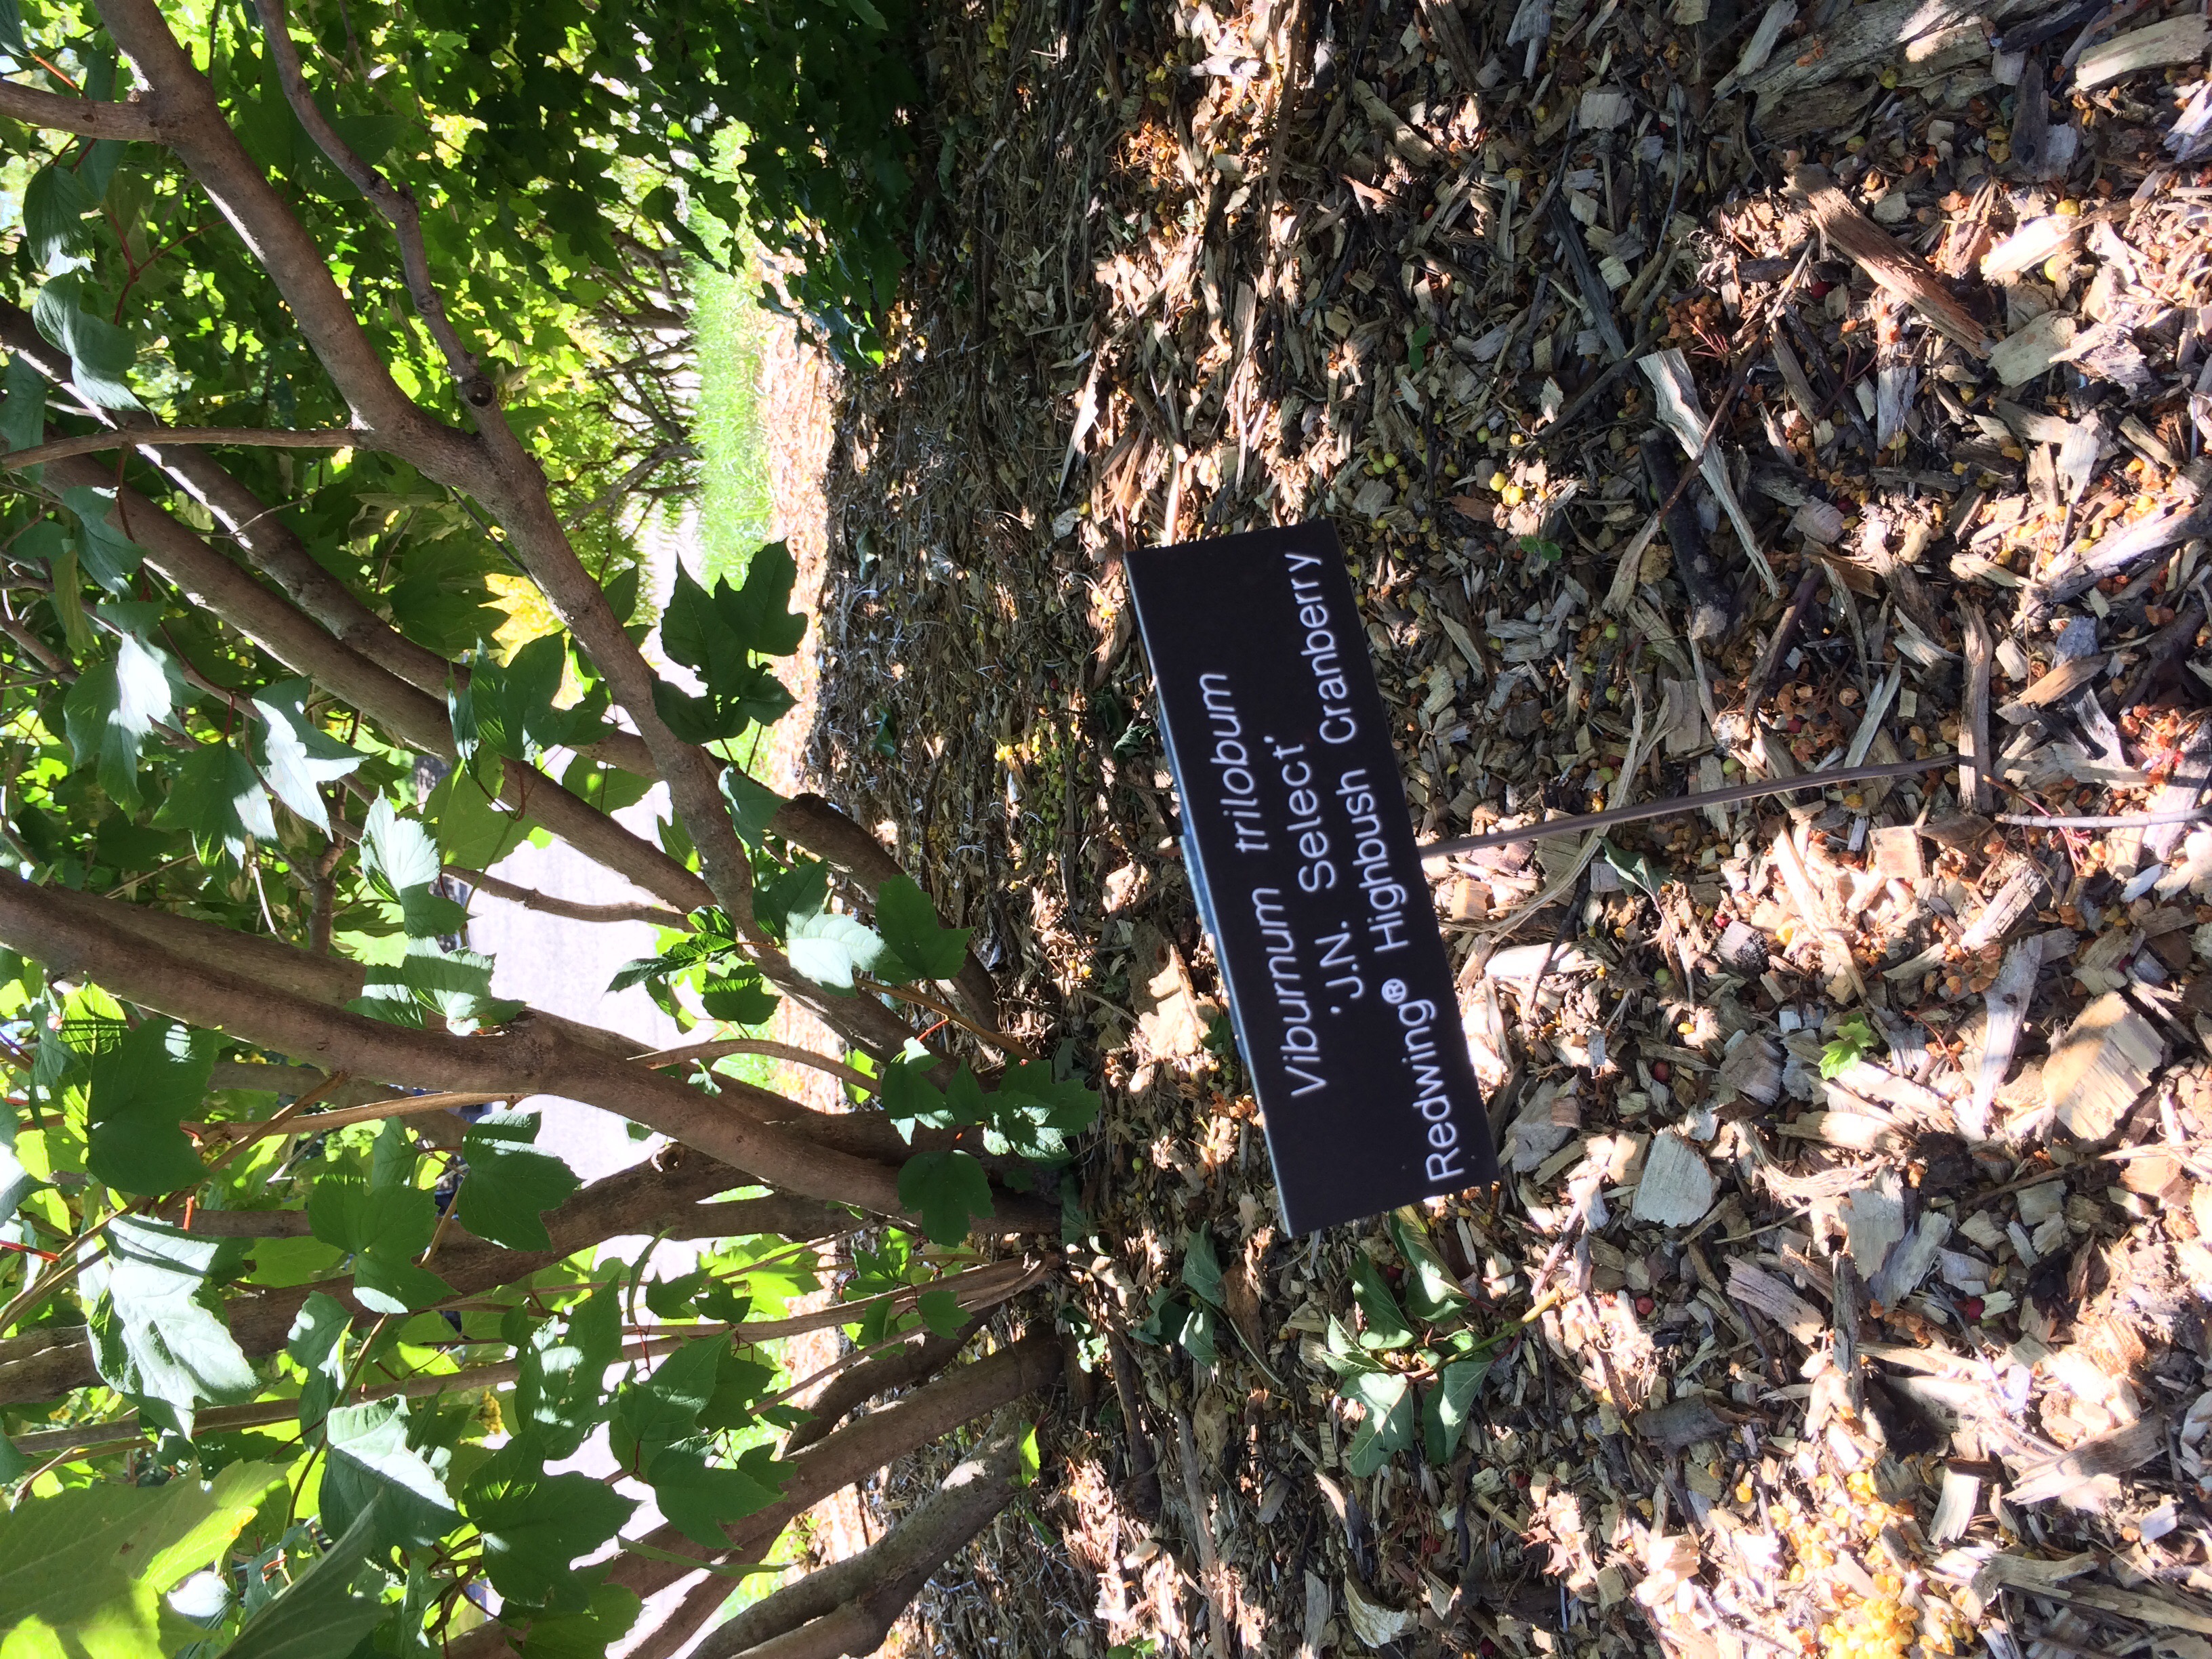 Viburnum trilobum
'J.N. Select'
Redwing® Highbush Cranberry